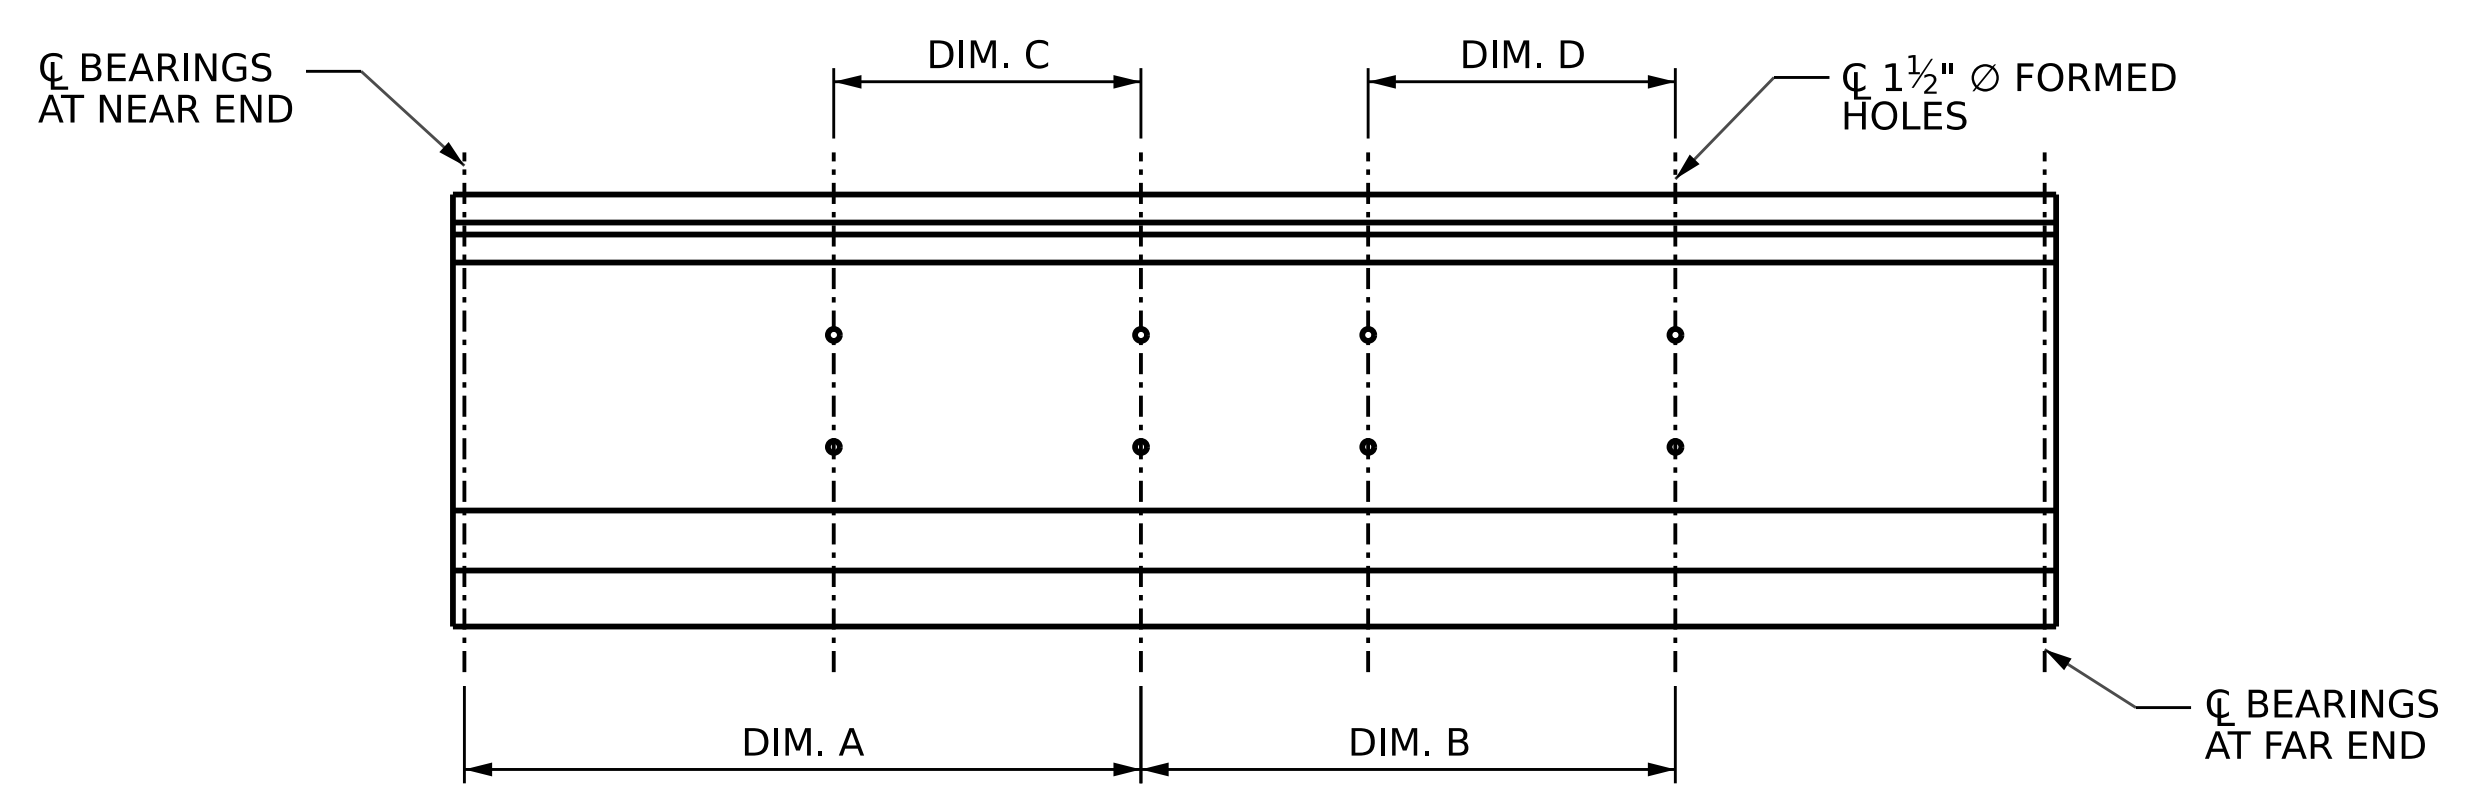 DIM. C
DIM. D
℄ BEARINGS
AT NEAR END
℄ 1½" ∅ FORMED
HOLES
DIM. A
DIM. B
℄ BEARINGS
AT FAR END